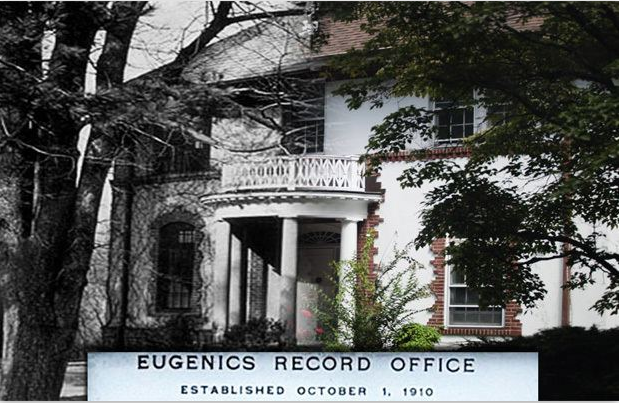 EUGENICS RECORD OFFICE
ESTABLISHED OCTOBER 1, 1910